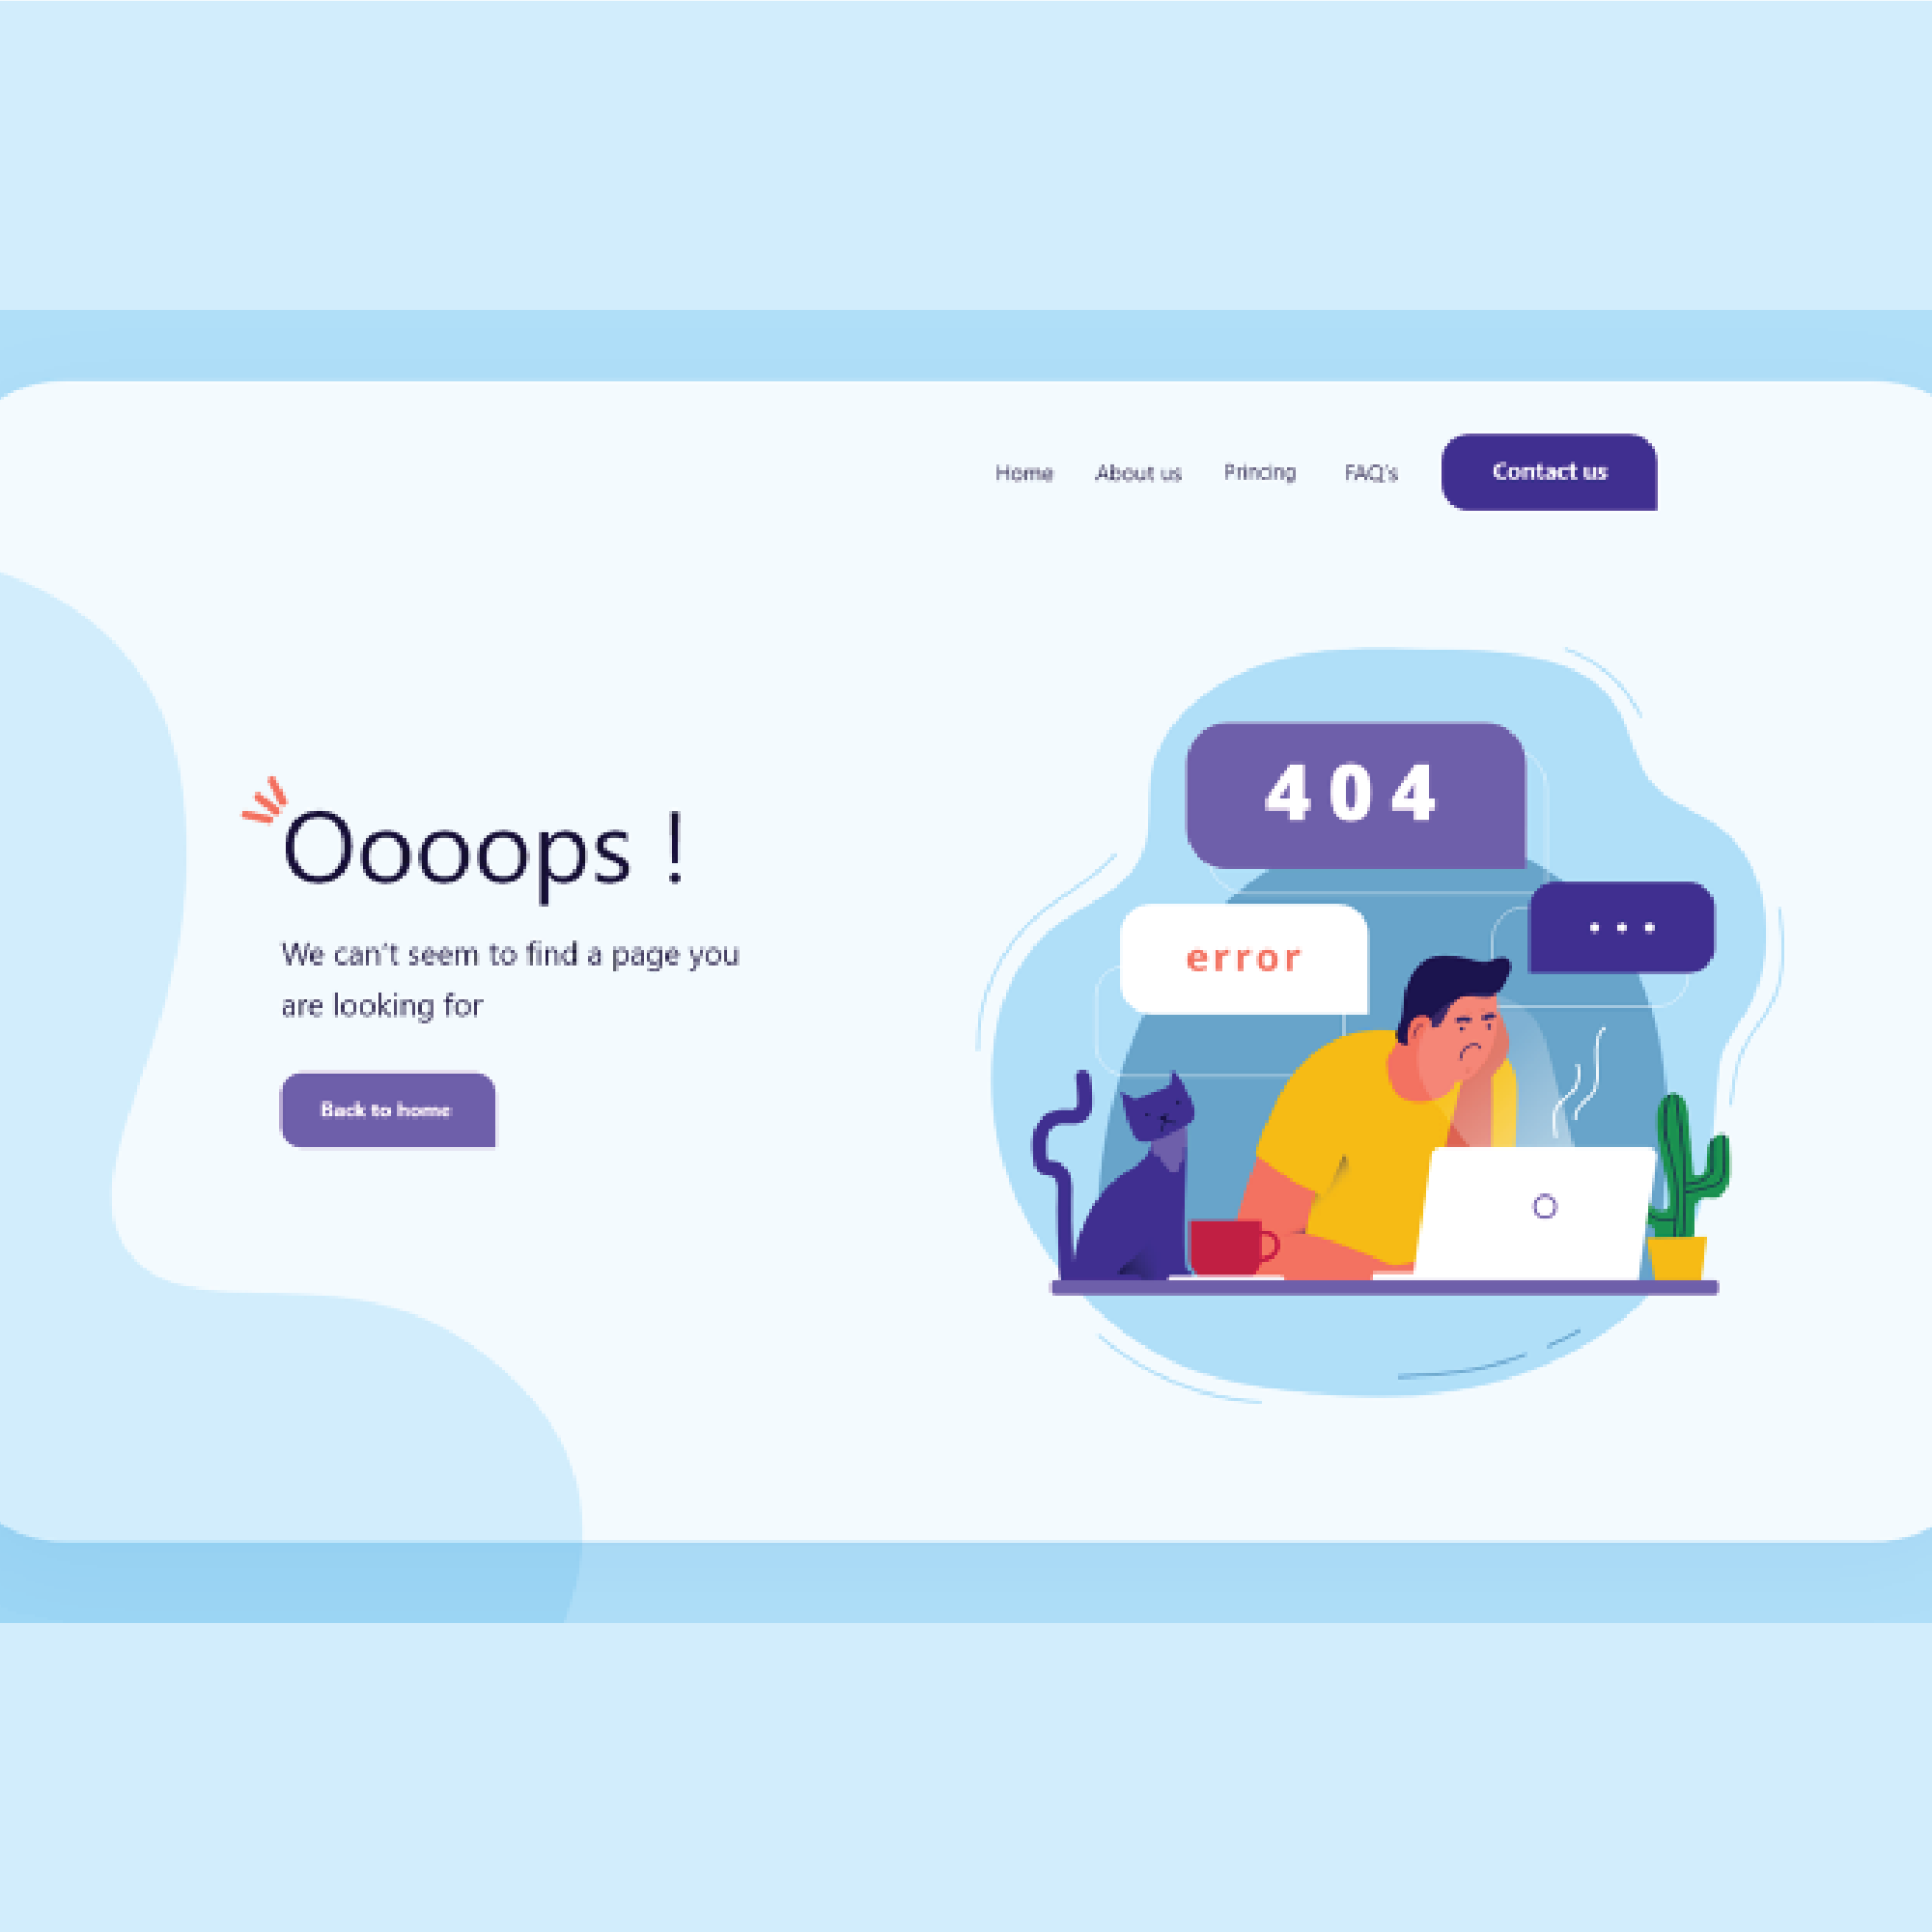 Home About us Princing FAQ's Contact us
404
error
Oooops !
We can't seem to find a page you
are looking for
Back to home